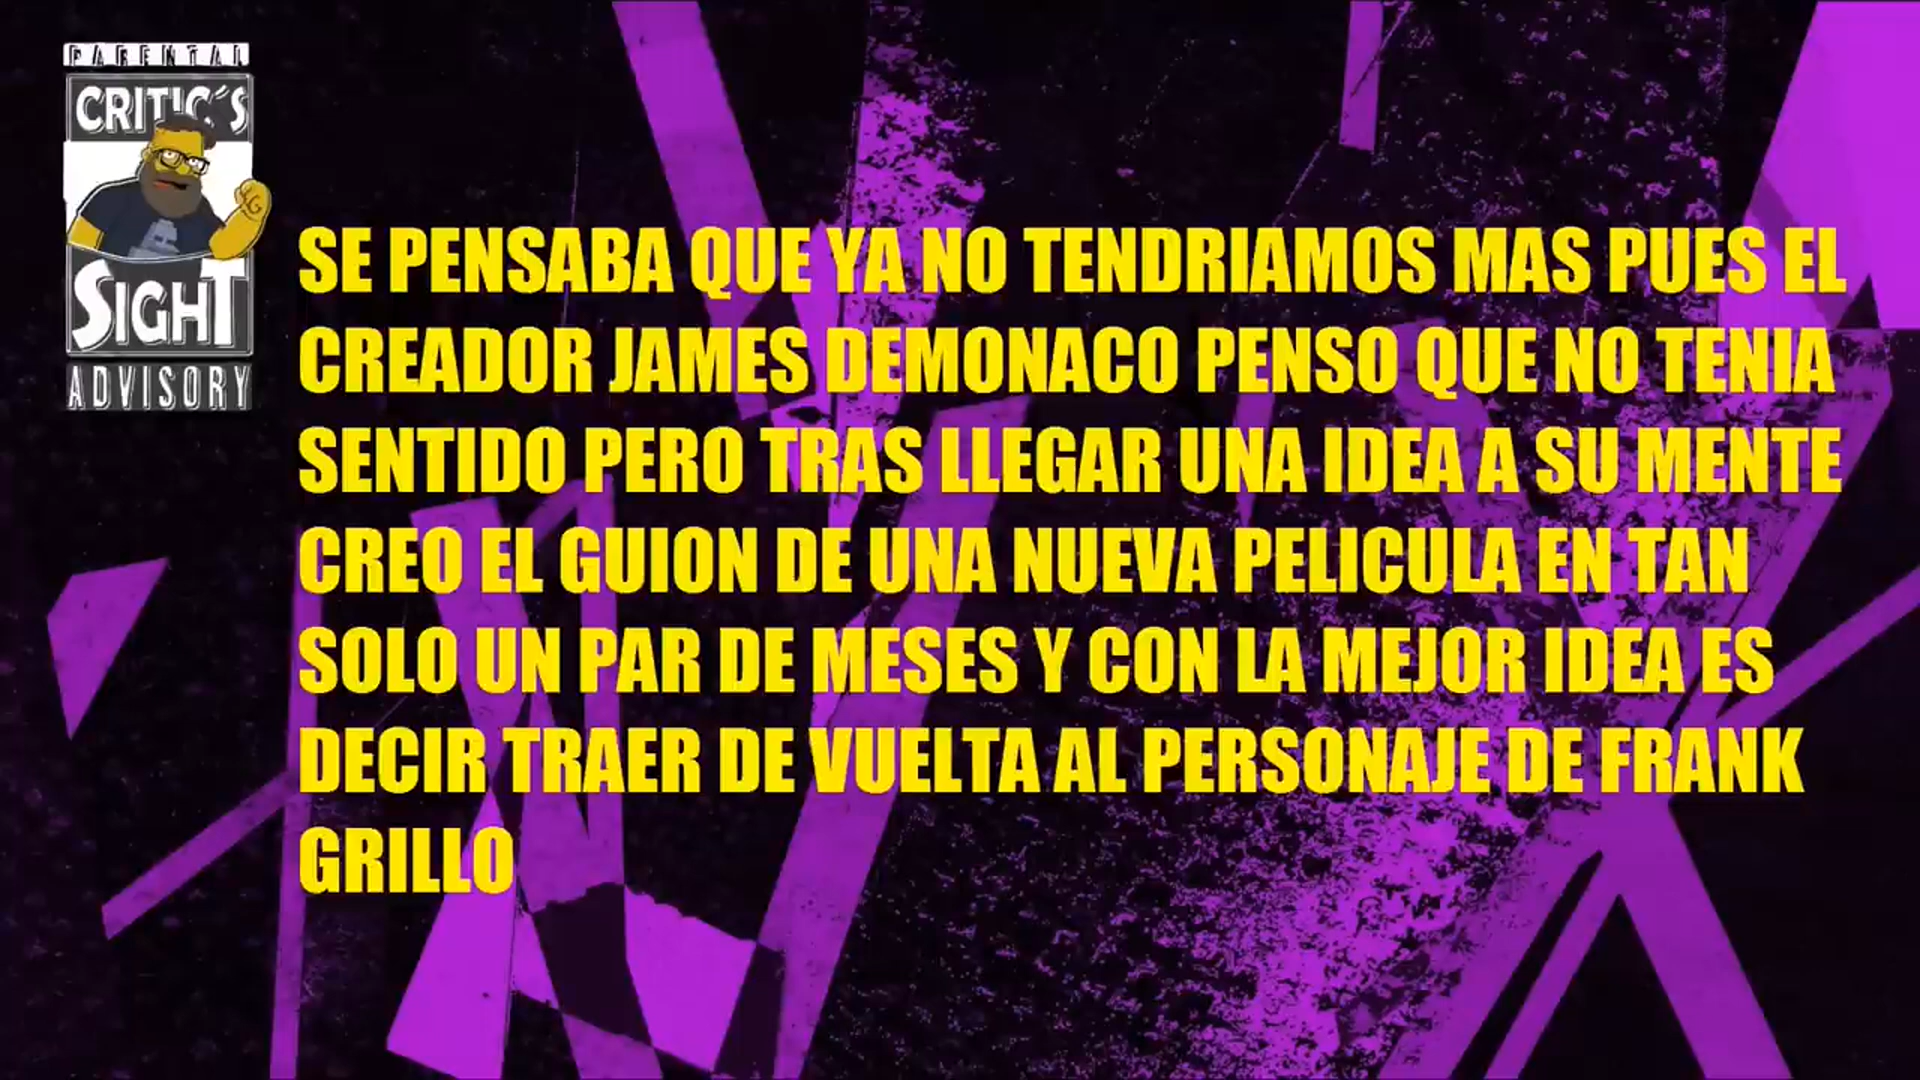 PARENTAL
CRITIC´S
SIGHT
ADVISORY
SE PENSABA QUE YA NO TENDRIAMOS MAS PUES EL
CREADOR JAMES DEMONACO PENSO QUE NO TENIA
SENTIDO PERO TRAS LLEGAR UNA IDEA A SU MENTE
CREO EL GUION DE UNA NUEVA PELICULA EN TAN
SOLO UN PAR DE MESES Y CON LA MEJOR IDEA ES
DECIR TRAER DE VUELTA AL PERSONAJE DE FRANK
GRILLO